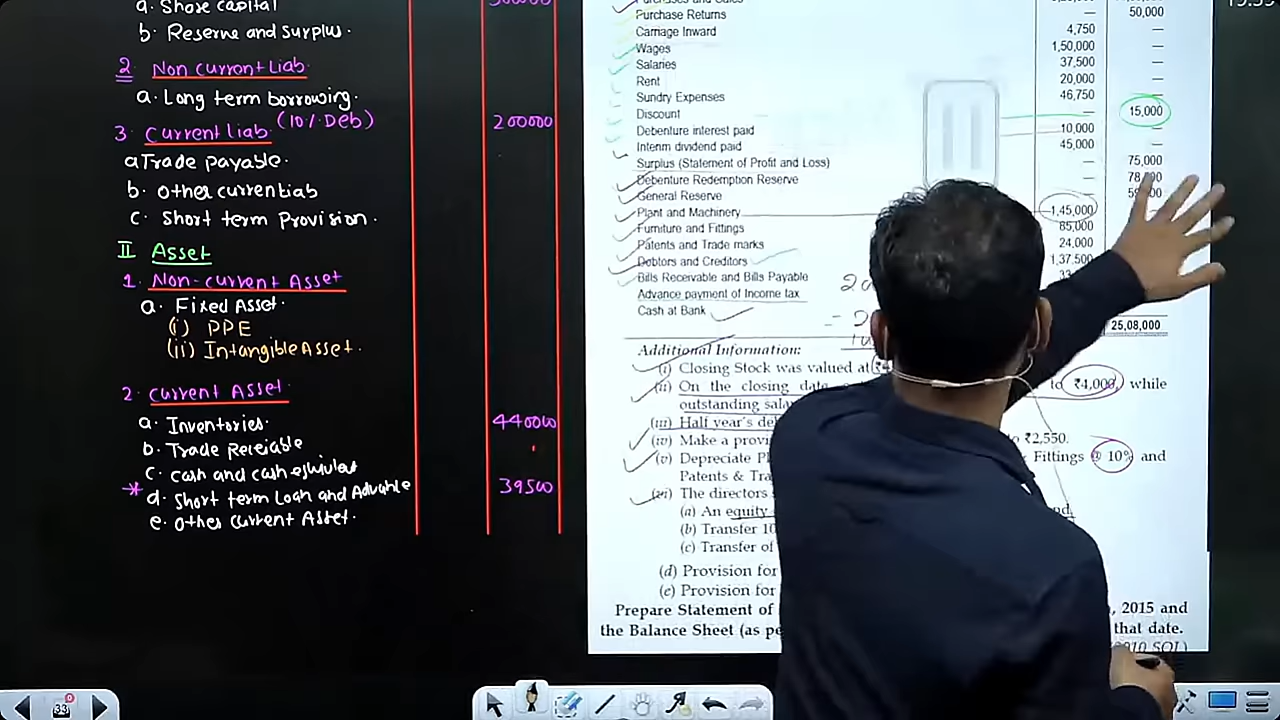 a. Share capital
b. Reserve and Surplus.
2 Non Current Liab
a. Long term borrowing.
(10% Deb) 200000
3 Current Liab
a Trade payable.
b. Other current Liab
c. Short term Provision.
II Asset
1. Non-current Asset
a. Fixed Asset.
(i) PPE
(ii) Intangible Asset.
2. Current Asset
a. Inventories. 440000
b. Trade
c. cash and cash
d. Short term Loan and Advance 39500
e. Other current Asset.
Purchase Returns — 50,000
Carriage Inward 4,750 —
Wages 1,50,000 —
Salaries 37,500 —
Rent 20,000 —
Sundry Expenses 46,750 —
Discount — 15,000
Debenture interest paid 10,000 —
Interim dividend paid 45,000 —
Surplus (Statement of Profit and Loss) — 75,000
Debenture Redemption Reserve —
General Reserve —
Plant and Machinery 1,45,000
Furniture and Fittings 85,000
Patents and Trade marks 24,000
Debtors and Creditors 1,37,500
Bills Receivable and Bills Payable
Advance payment of Income tax
Cash at Bank
25,08,000
Additional Information:
(i) Closing Stock was valued at
(ii) On the closing date to ₹4,000, while
outstanding
(iii) Half year's
(iv) Make a to ₹2,550.
(v) Depreciate Fittings @ 10% and
Patents &
(vi) The directors
(a) An equity
(b) Transfer
(c) Transfer of
(d) Provision for
(e) Provision for
Prepare Statement of , 2015 and
the Balance Sheet (as that date.
33